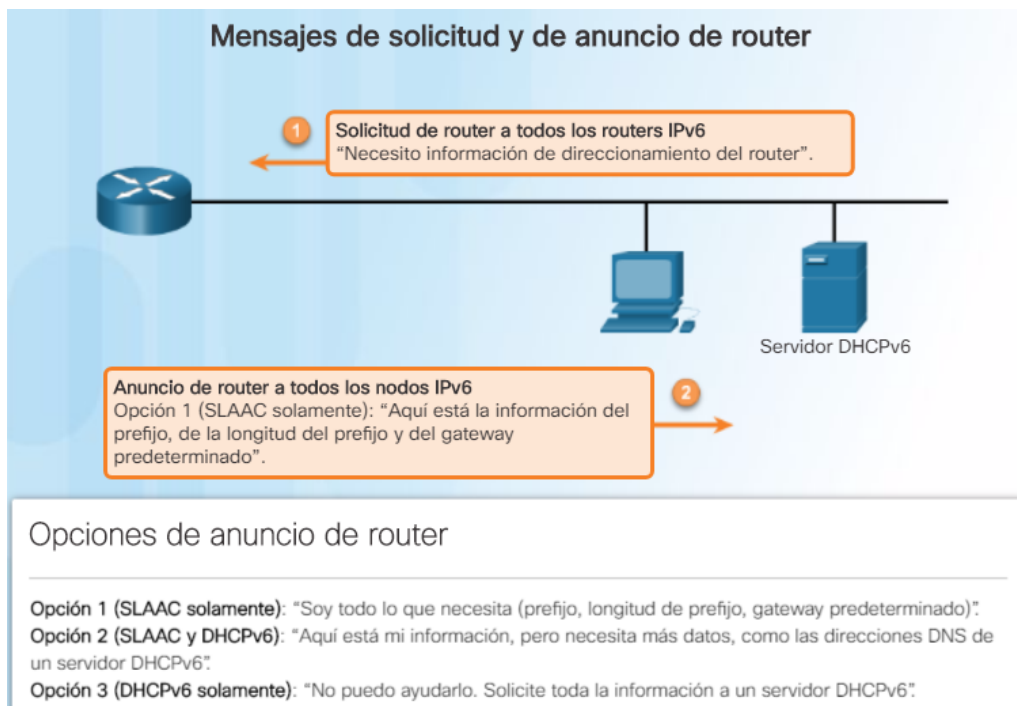 Mensajes de solicitud y de anuncio de router
1
Solicitud de router a todos los routers IPv6
“Necesito información de direccionamiento del router”.
Servidor DHCPv6
Anuncio de router a todos los nodos IPv6
Opción 1 (SLAAC solamente): “Aquí está la información del
prefijo, de la longitud del prefijo y del gateway
predeterminado”.
2
Opciones de anuncio de router
Opción 1 (SLAAC solamente): “Soy todo lo que necesita (prefijo, longitud de prefijo, gateway predeterminado)”.
Opción 2 (SLAAC y DHCPv6): “Aquí está mi información, pero necesita más datos, como las direcciones DNS de
un servidor DHCPv6”.
Opción 3 (DHCPv6 solamente): “No puedo ayudarlo. Solicite toda la información a un servidor DHCPv6”.